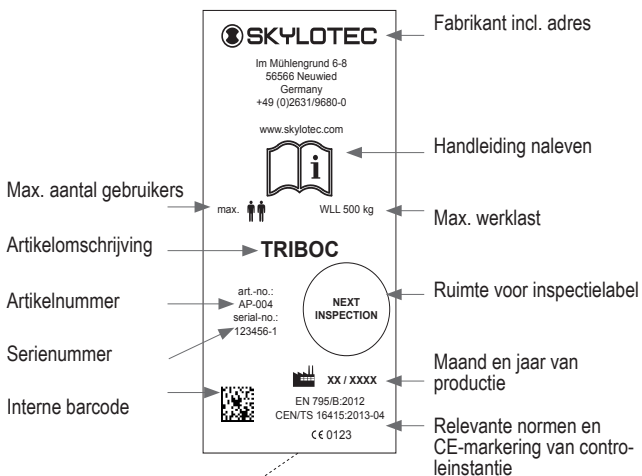 SKYLOTEC
Im Mühlengrund 6-8
56566 Neuwied
Germany
+49 (0)2631/9680-0
www.skylotec.com
i
max.
WLL 500 kg
TRIBOC
art.-no.:
AP-004
serial-no.:
123456-1
NEXT
INSPECTION
XX / XXXX
EN 795/B:2012
CEN/TS 16415:2013-04
CE 0123
Max. aantal gebruikers
Artikelomschrijving
Artikelnummer
Serienummer
Interne barcode
Fabrikant incl. adres
Handleiding naleven
Max. werklast
Ruimte voor inspectielabel
Maand en jaar van
productie
Relevante normen en
CE-markering van contro-
leinstantie